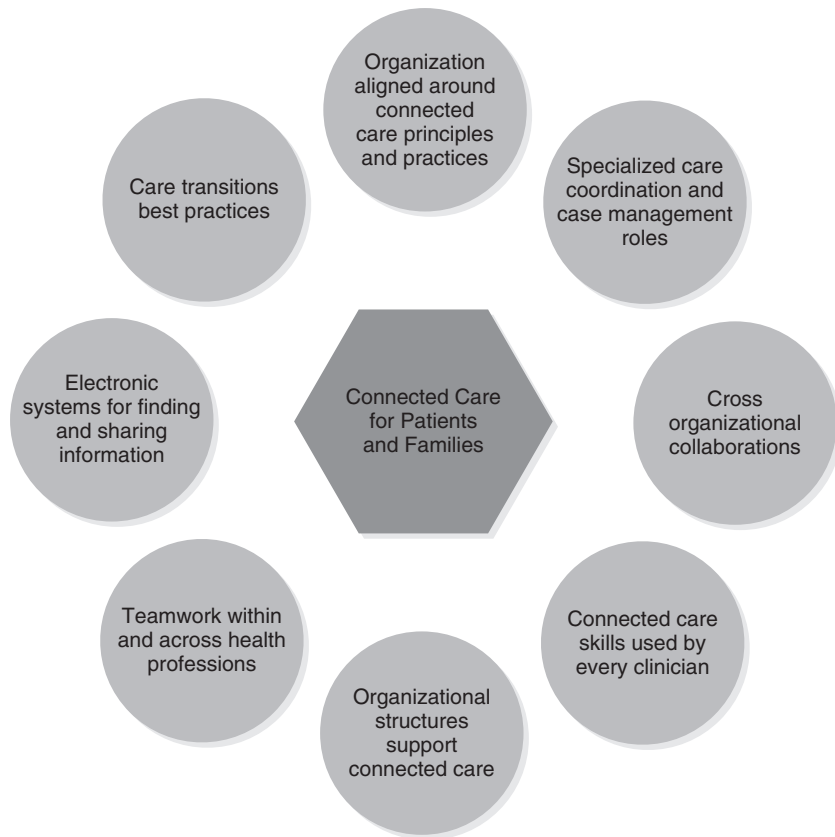 Organization
aligned around
connected
care principles
and practices
Specialized care
coordination and
case management
roles
Cross
organizational
collaborations
Connected care
skills used by
every clinician
Organizational
structures
support
connected care
Teamwork within
and across health
professions
Electronic
systems for finding
and sharing
information
Care transitions
best practices
Connected Care
for Patients
and Families